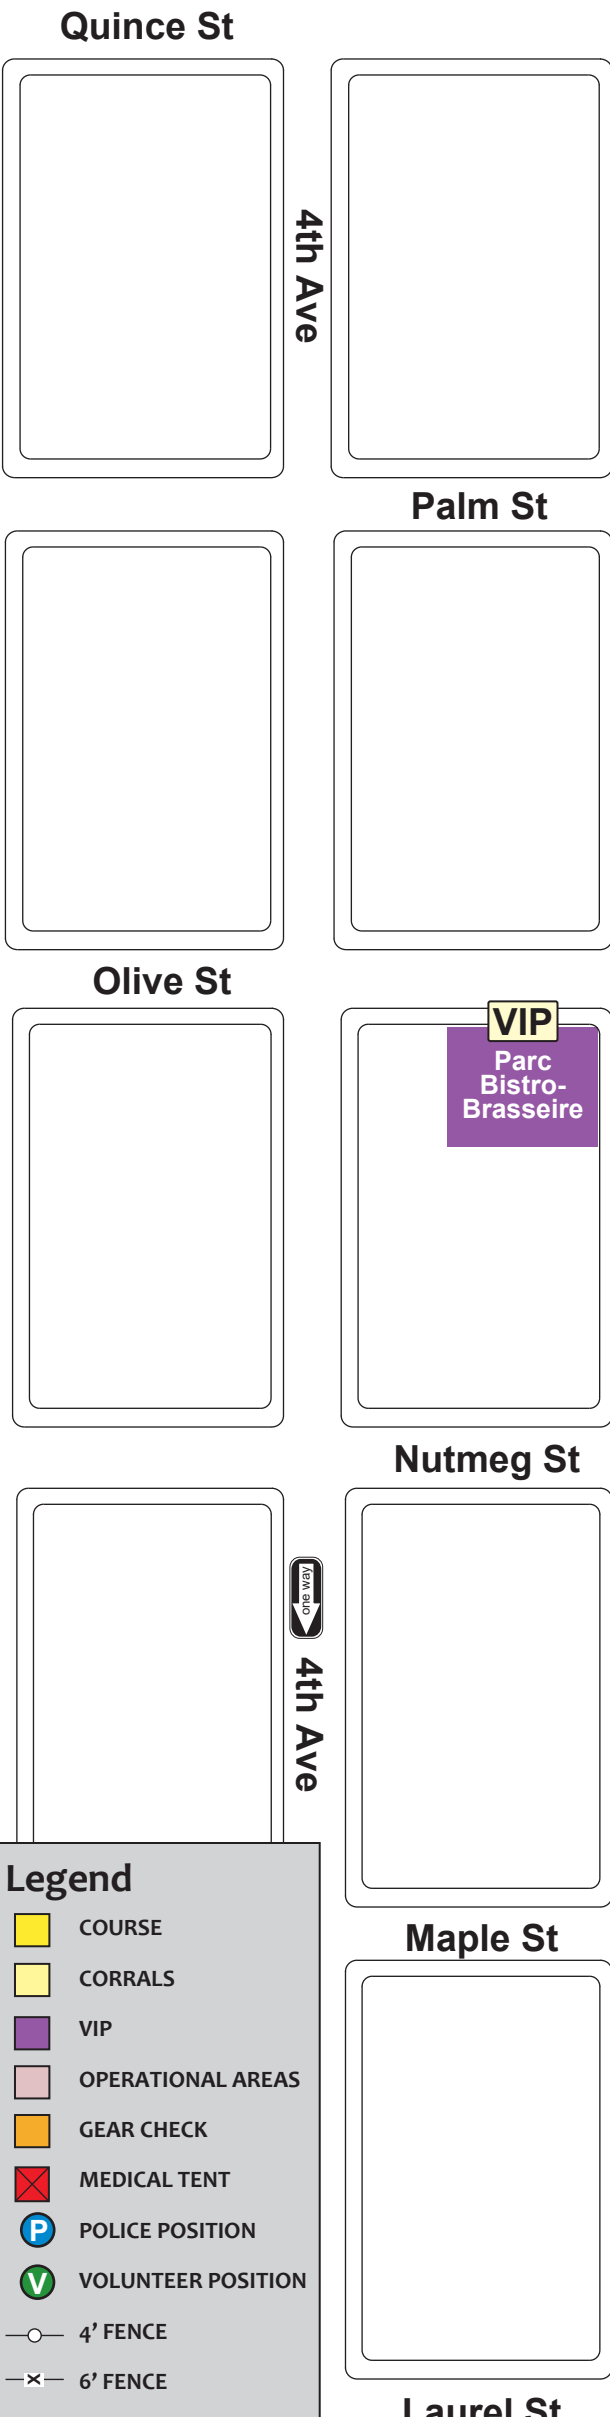 Quince St
4th Ave
Palm St
Olive St
VIP
Parc
Bistro-
Brasseire
Nutmeg St
one way
4th Ave
Maple St
Legend
COURSE
CORRALS
VIP
OPERATIONAL AREAS
GEAR CHECK
MEDICAL TENT
P POLICE POSITION
V VOLUNTEER POSITION
4' FENCE
X 6' FENCE
Laurel St